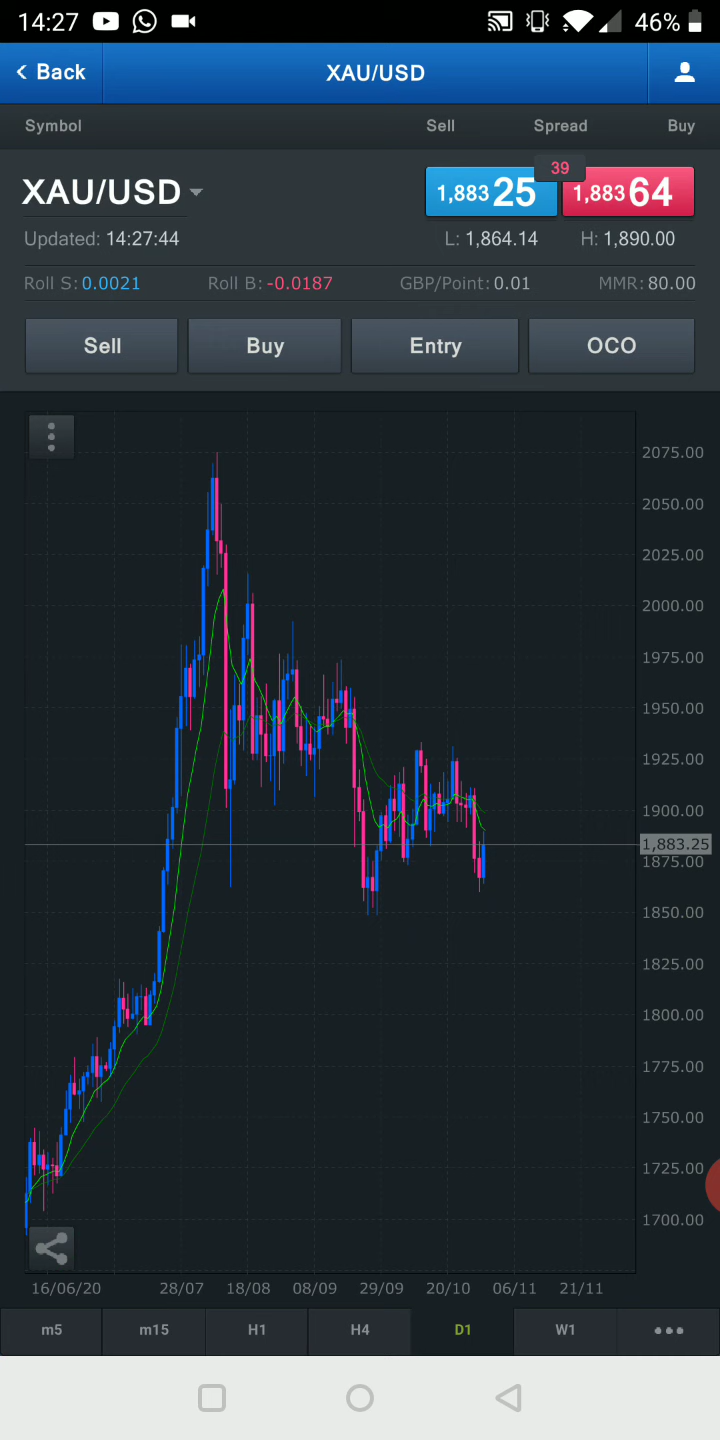 14:27 46%
Back XAU/USD
Symbol Sell Spread Buy
39
XAU/USD 1,883 25 1,883 64
Updated: 14:27:44 L: 1,864.14 H: 1,890.00
Roll S: 0.0021 Roll B: -0.0187 GBP/Point: 0.01 MMR: 80.00
Sell Buy Entry OCO
2075.00
2050.00
2025.00
2000.00
1975.00
1950.00
1925.00
1900.00
1,883.25
1875.00
1850.00
1825.00
1800.00
1775.00
1750.00
1725.00
1700.00
16/06/20 28/07 18/08 08/09 29/09 20/10 06/11 21/11
m5 m15 H1 H4 D1 W1